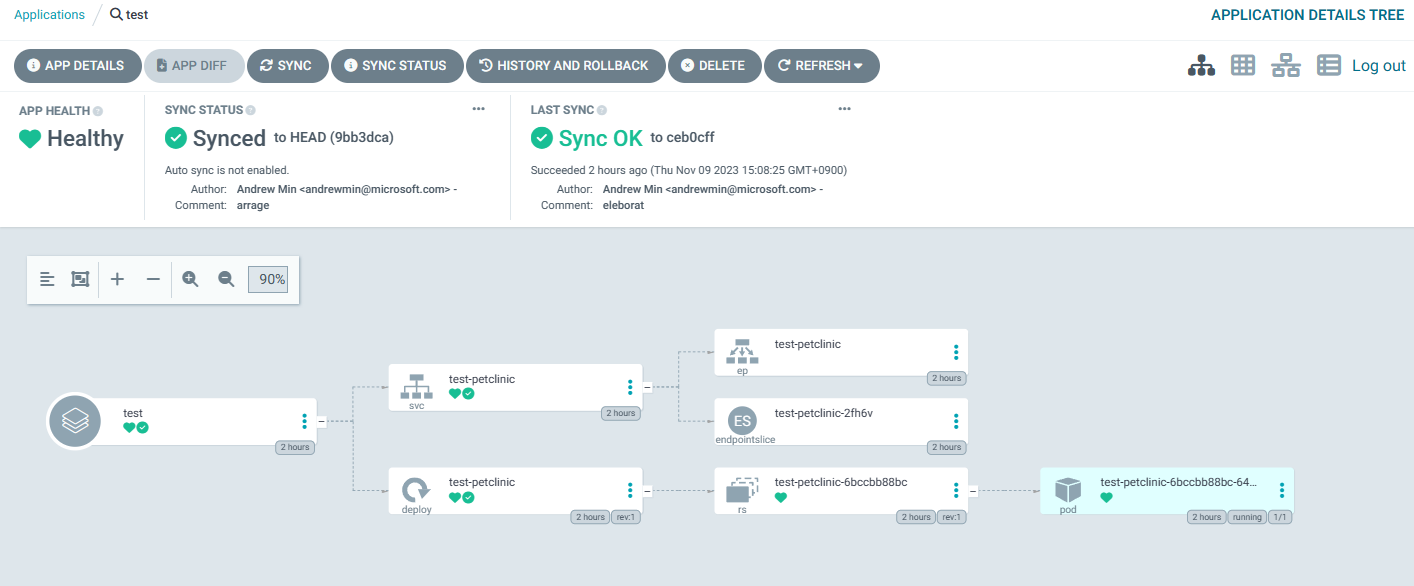 Applications / test
APPLICATION DETAILS TREE
APP DETAILS APP DIFF SYNC SYNC STATUS HISTORY AND ROLLBACK DELETE REFRESH
Log out
APP HEALTH
Healthy
SYNC STATUS
Synced to HEAD (9bb3dca)
Auto sync is not enabled.
Author: Andrew Min <andrewmin@microsoft.com> -
Comment: arrage
LAST SYNC
Sync OK to ceb0cff
Succeeded 2 hours ago (Thu Nov 09 2023 15:08:25 GMT+0900)
Author: Andrew Min <andrewmin@microsoft.com> -
Comment: eleborat
90%
test
2 hours
test-petclinic
svc
2 hours
test-petclinic
deploy
2 hours rev:1
test-petclinic
ep
2 hours
ES
test-petclinic-2fh6v
endpointslice
2 hours
test-petclinic-6bccbb88bc
rs
2 hours rev:1
test-petclinic-6bccbb88bc-64...
pod
2 hours running 1/1